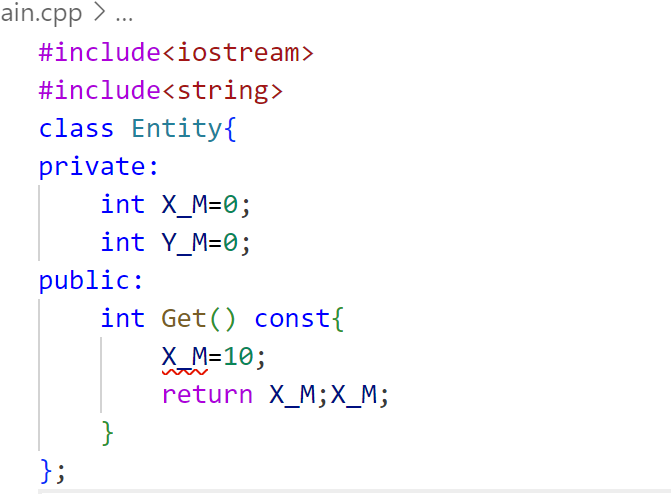 ain.cpp > ...
#include<iostream>
#include<string>
class Entity{
private:
    int X_M=0;
    int Y_M=0;
public:
    int Get() const{
        X_M=10;
        return X_M;X_M;
    }
};